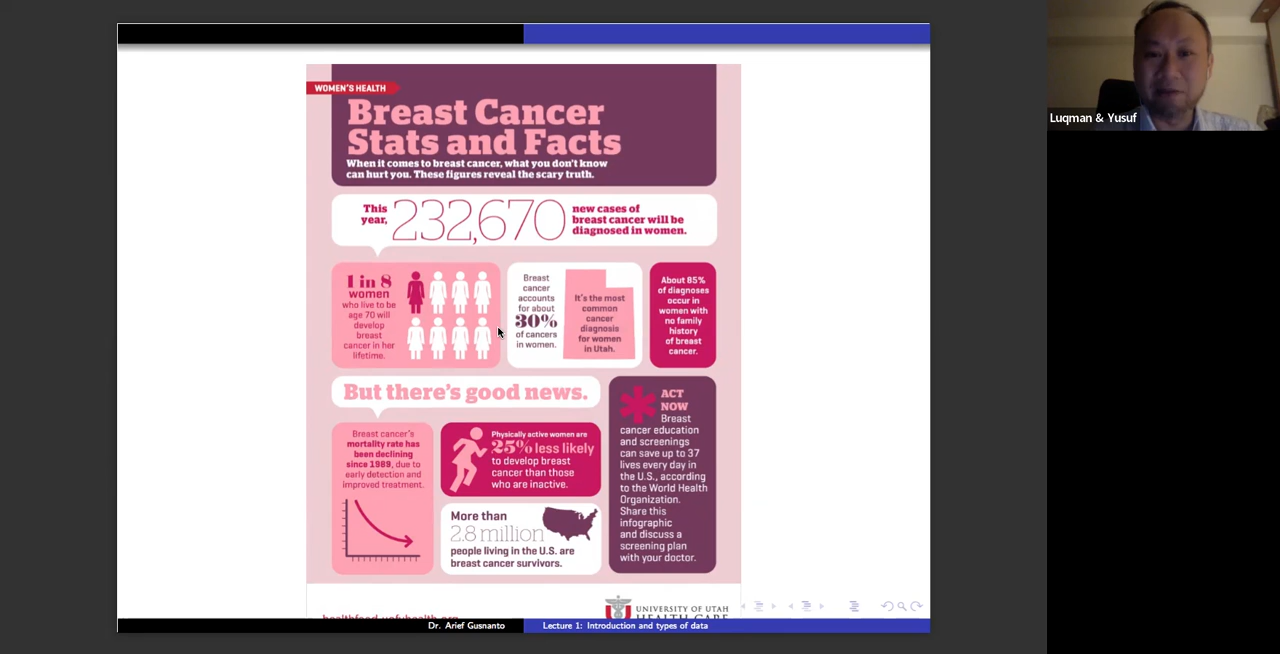 WOMEN'S HEALTH
Breast Cancer
Stats and Facts
When it comes to breast cancer, what you don't know
can hurt you. These figures reveal the scary truth.
This
year,
232,670
new cases of
breast cancer will be
diagnosed in women.
1 in 8
women
who live to be
age 70 will
develop
breast
cancer in her
lifetime.
Breast
cancer
accounts
for about
30%
of cancers
in women.
It's the most
common
cancer
diagnosis
for women
in Utah.
About 85%
of diagnoses
occur in
women with
no family
history
of breast
cancer.
But there's good news.
Breast cancer's
mortality rate has
been declining
since 1989, due to
early detection and
improved treatment.
Physically active women are
25% less likely
to develop breast
cancer than those
who are inactive.
More than
2.8 million
people living in the U.S. are
breast cancer survivors.
ACT
NOW
Breast
cancer education
and screenings
can save up to 37
lives every day in
the U.S., according
to the World Health
Organization.
Share this
infographic
and discuss a
screening plan
with your doctor.
UNIVERSITY OF UTAH
HEALTH CARE
Dr. Arief Gusnanto
Lecture 1: Introduction and types of data
Luqman & Yusuf